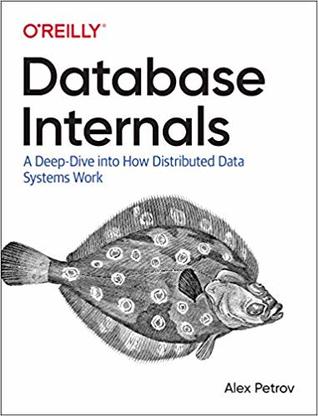 O'REILLY®
Database
Internals
A Deep-Dive into How Distributed Data
Systems Work
Alex Petrov